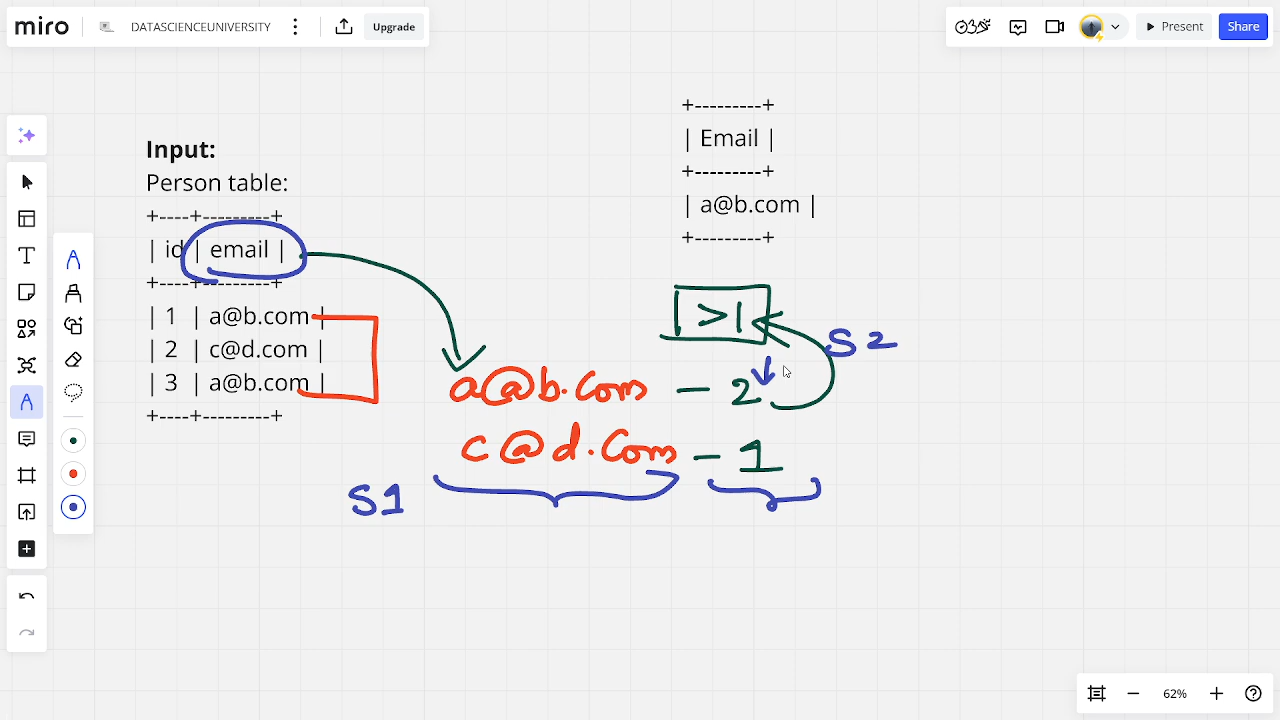 miro
DATASCIENCEUNIVERSITY
Upgrade
Present
Share
+---------+
| Email |
+---------+
| a@b.com |
+---------+
Input:
Person table:
+----+---------+
| id | email |
+----+---------+
| 1 | a@b.com |
| 2 | c@d.com |
| 3 | a@b.com |
+----+---------+
>1
S2
a@b.com - 2
c@d.com - 1
S1
62%